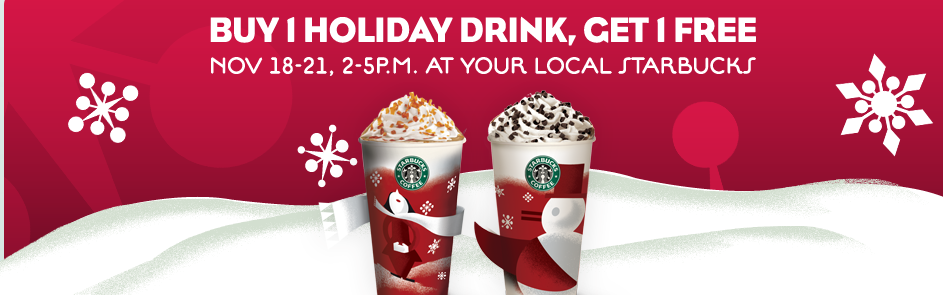 BUY 1 HOLIDAY DRINK, GET 1 FREE
NOV 18-21, 2-5P.M. AT YOUR LOCAL STARBUCKS
STARBUCKS
COFFEE
STARBUCKS
COFFEE